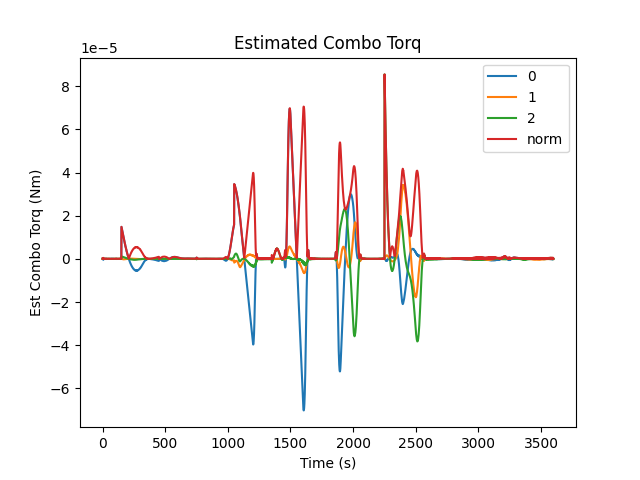 Estimated Combo Torq
1e−5
8
6
4
2
0
−2
−4
−6
Est Combo Torq (Nm)
0
1
2
norm
0 500 1000 1500 2000 2500 3000 3500
Time (s)